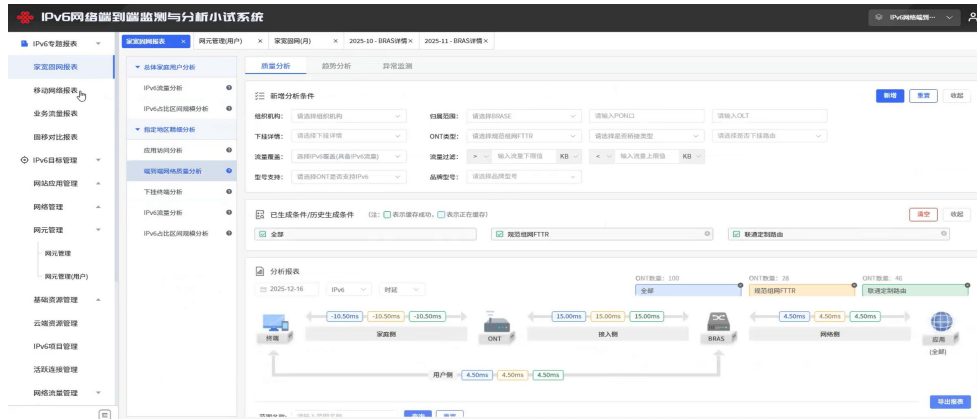 IPv6网络端到端监测与分析小试系统
IPv6网络端到一
IPv6专题报表
家宽固网报表
移动网络报表
业务流量报表
固移对比报表
IPv6目标管理
网站应用管理
网络管理
网元管理
网元管理
网元管理(用户)
基础资源管理
云端资源管理
IPv6项目管理
活跃连接管理
网络流量管理
家宽固网报表 × 网元管理(用户) × 家宽固网(月) × 2025-10 - BRAS详情 × 2025-11 - BRAS详情 ×
总体家庭用户分析
IPv6流量分析
IPv6占比区间规模分析
指定地区精细分析
应用访问分析
端到端网络质量分析
下挂终端分析
IPv6流量分析
IPv6占比区间规模分析
质量分析 趋势分析 异常监测
新增分析条件 新增 重置 收起
组织机构: 请选择组织机构 归属范围: 请选择BRASE 请输入PON口 请输入OLT
下挂详情: 请选择下挂详情 ONT类型: 请选择规范组网FTTR 请选择是否桥接类型 请选择是否下挂路由
流量覆盖: 选择IPv6覆盖(具备IPv6流量) 流量过滤: > 输入流量下限值 KB < 输入流量上限值 KB
型号支持: 请选择ONT是否支持IPv6 品牌型号: 请选择品牌型号
已生成条件/历史生成条件 (注: 表示缓存成功, 表示正在缓存) 清空 收起
全部 规范组网FTTR 联通定制路由
分析报表
2025-12-16 IPv6 时延
ONT数量: 100 ONT数量: 28 ONT数量: 46
全部 规范组网FTTR 联通定制路由
-10.50ms -10.50ms -10.50ms 15.00ms 15.00ms 15.00ms 4.50ms 4.50ms 4.50ms
终端 家庭侧 ONT 接入侧 BRAS 网络侧 应用
(全部)
用户侧 4.50ms 4.50ms 4.50ms
导出报表